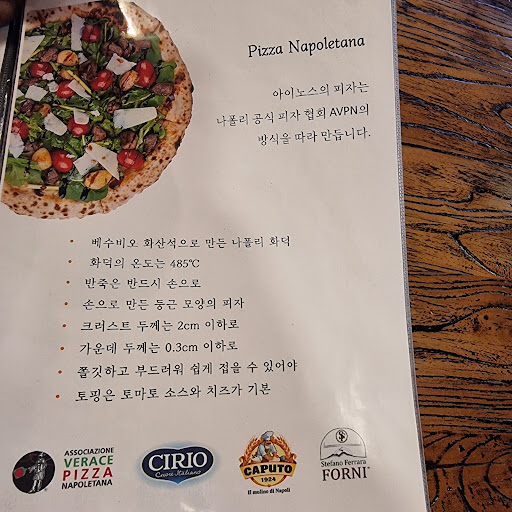 Pizza Napoletana
아이노스의 피자는
나폴리 공식 피자 협회 AVPN의
방식을 따라 만듭니다.
• 베수비오 화산석으로 만든 나폴리 화덕
• 화덕의 온도는 485℃
• 반죽은 반드시 손으로
• 손으로 만든 둥근 모양의 피자
• 크러스트 두께는 2cm 이하로
• 가운데 두께는 0.3cm 이하로
• 쫄깃하고 부드러워 쉽게 접을 수 있어야
• 토핑은 토마토 소스와 치즈가 기본
ASSOCIAZIONE
VERACE
PIZZA
NAPOLETANA
CIRIO
Cuore Italiano
CAPUTO
1924
Il mulino di Napoli
Stefano Ferrara
FORNI